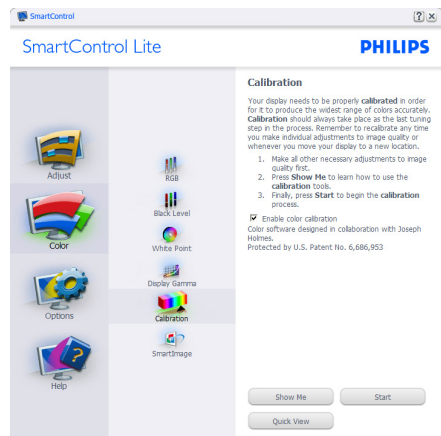 SmartControl
SmartControl Lite
PHILIPS
Adjust
Color
Options
Help
RGB
Black Level
White Point
Display Gamma
Calibration
SmartImage
Calibration
Your display needs to be properly calibrated in order
for it to produce the widest range of colors accurately.
Calibration should always take place as the last tuning
step in the process. Remember to recalibrate any time
you make individual adjustments to image quality or
whenever you move your display to a new location.
1. Make all other necessary adjustments to image
quality first.
2. Press Show Me to learn how to use the
calibration tools.
3. Finally, press Start to begin the calibration
process.
Enable color calibration
Color software designed in collaboration with Joseph
Holmes.
Protected by U.S. Patent No. 6,686,953
Show Me
Start
Quick View